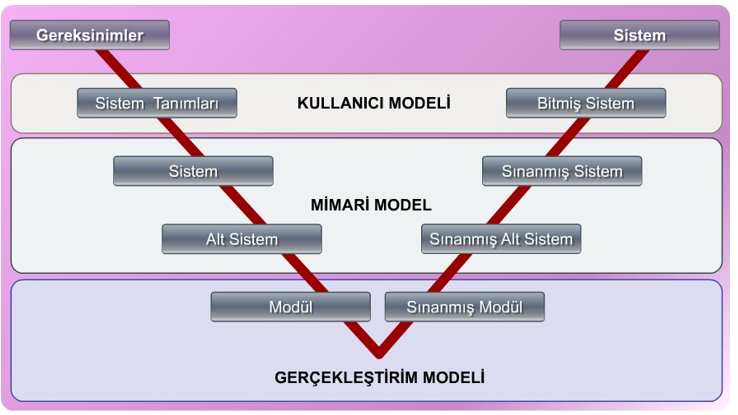 Gereksinimler
Sistem
Sistem Tanımları
KULLANICI MODELİ
Bitmiş Sistem
Sistem
Sınanmış Sistem
MİMARİ MODEL
Alt Sistem
Sınanmış Alt Sistem
Modül
Sınanmış Modül
GERÇEKLEŞTİRİM MODELİ